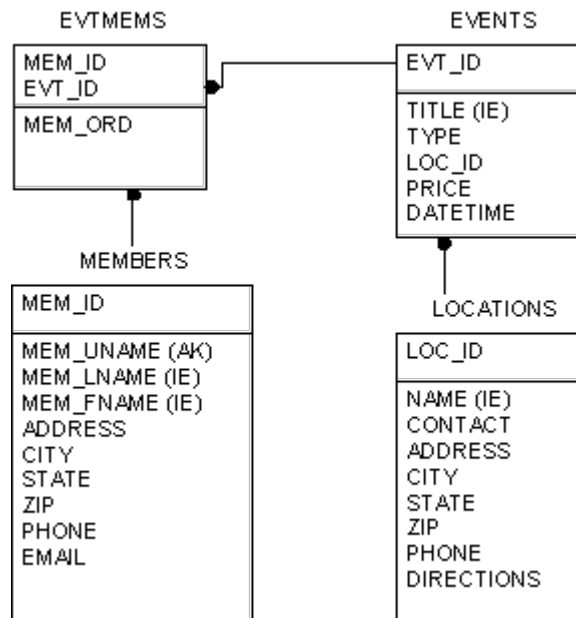 EVTMEMS
MEM_ID
EVT_ID
MEM_ORD
EVENTS
EVT_ID
TITLE (IE)
TYPE
LOC_ID
PRICE
DATETIME
MEMBERS
MEM_ID
MEM_UNAME (AK)
MEM_LNAME (IE)
MEM_FNAME (IE)
ADDRESS
CITY
STATE
ZIP
PHONE
EMAIL
LOCATIONS
LOC_ID
NAME (IE)
CONTACT
ADDRESS
CITY
STATE
ZIP
PHONE
DIRECTIONS